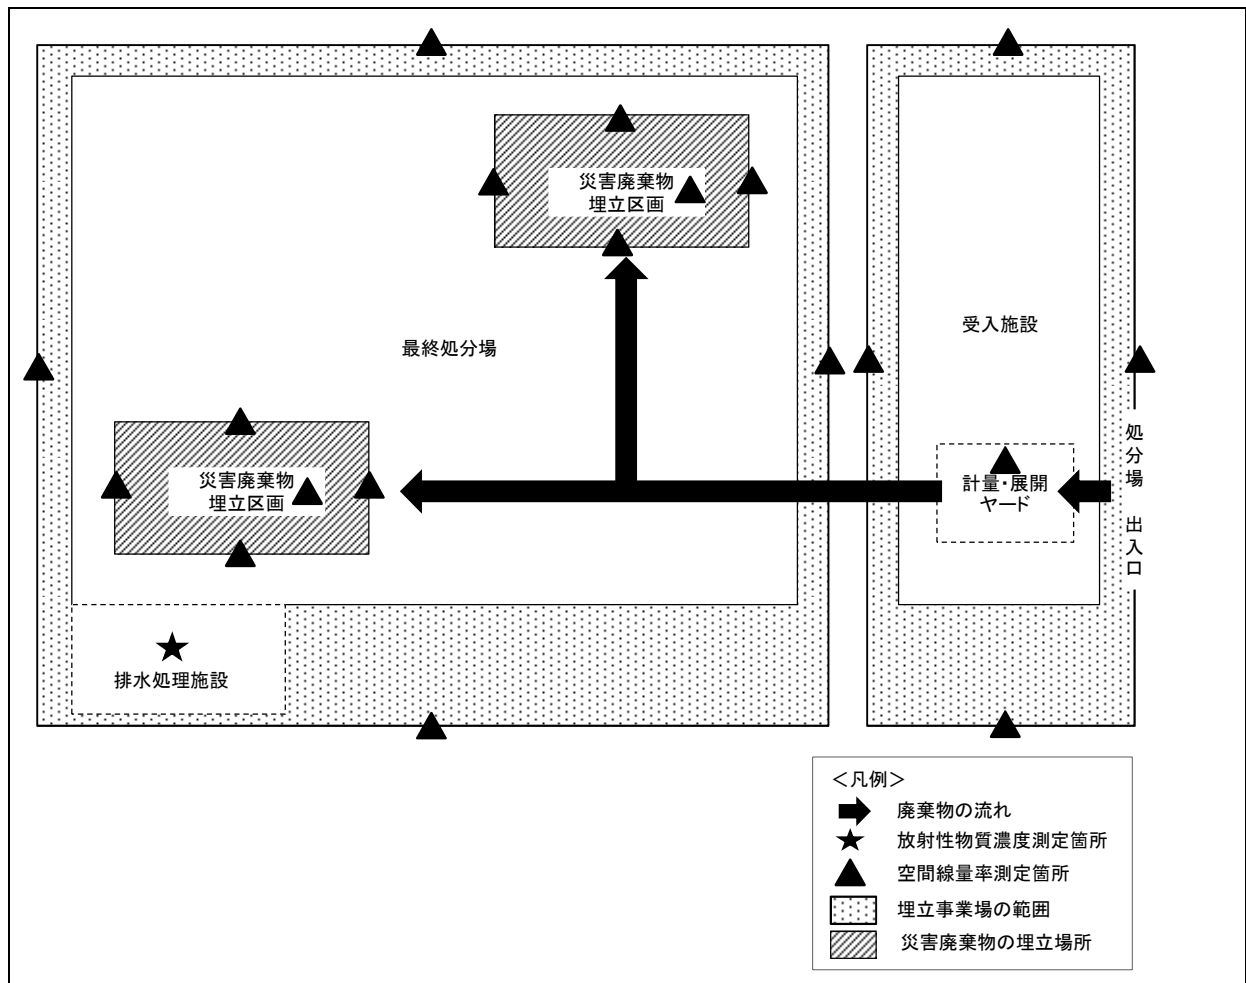 災害廃棄物
埋立区画
受入施設
最終処分場
災害廃棄物
埋立区画
計量・展開
ヤード
処分場 出入口
排水処理施設
＜凡例＞
廃棄物の流れ
放射性物質濃度測定箇所
空間線量率測定箇所
埋立事業場の範囲
災害廃棄物の埋立場所